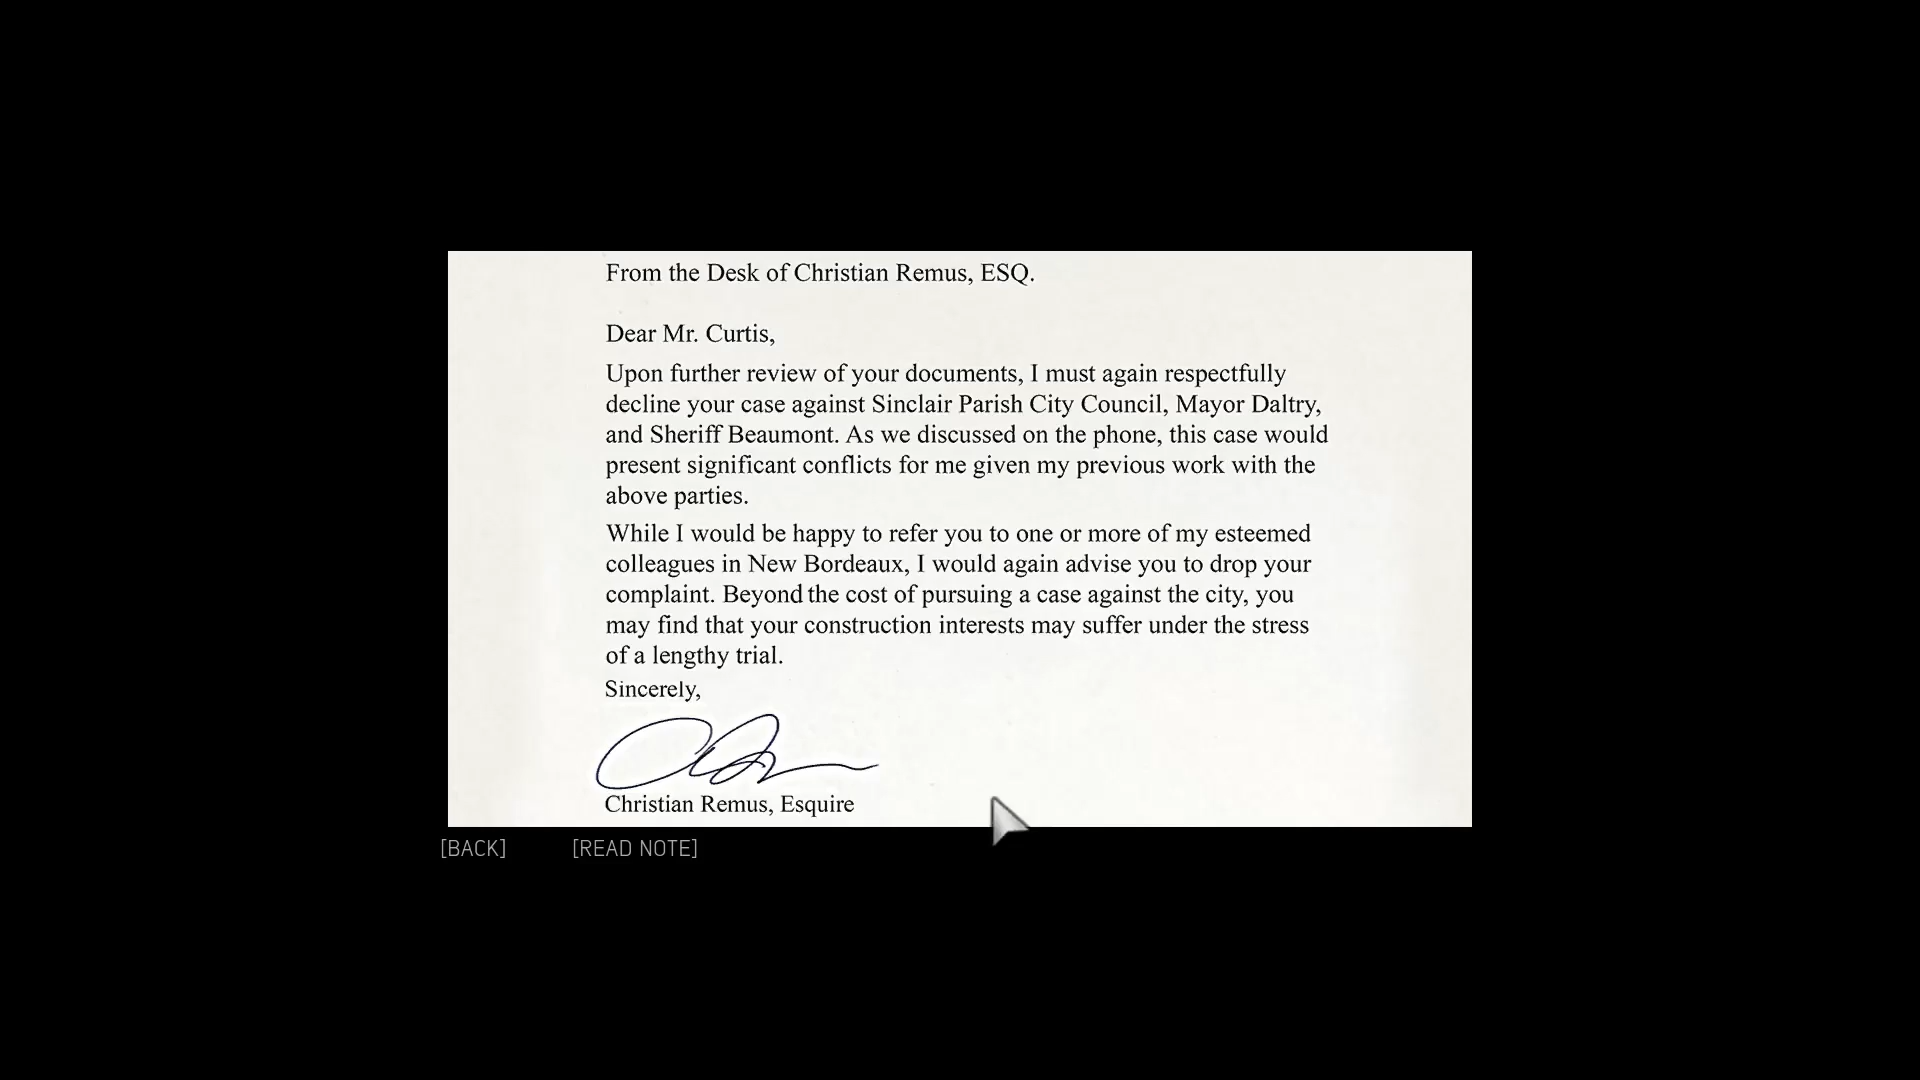 From the Desk of Christian Remus, ESQ.
Dear Mr. Curtis,
Upon further review of your documents, I must again respectfully
decline your case against Sinclair Parish City Council, Mayor Daltry,
and Sheriff Beaumont. As we discussed on the phone, this case would
present significant conflicts for me given my previous work with the
above parties.
While I would be happy to refer you to one or more of my esteemed
colleagues in New Bordeaux, I would again advise you to drop your
complaint. Beyond the cost of pursuing a case against the city, you
may find that your construction interests may suffer under the stress
of a lengthy trial.
Sincerely,
Christian Remus, Esquire
[BACK] [READ NOTE]